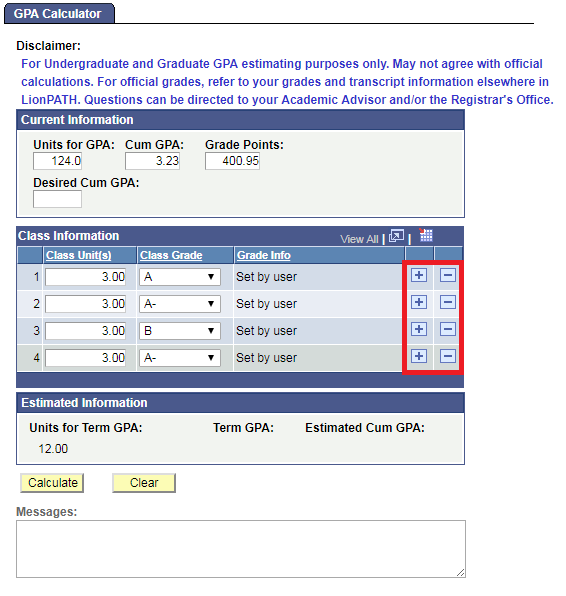 GPA Calculator
Disclaimer:
For Undergraduate and Graduate GPA estimating purposes only. May not agree with official
calculations. For official grades, refer to your grades and transcript information elsewhere in
LionPATH. Questions can be directed to your Academic Advisor and/or the Registrar's Office.
Current Information
Units for GPA: Cum GPA: Grade Points:
124.0 3.23 400.95
Desired Cum GPA:
Class Information View All | |
Class Unit(s) Class Grade Grade Info
1 3.00 A Set by user
2 3.00 A- Set by user
3 3.00 B Set by user
4 3.00 A- Set by user
Estimated Information
Units for Term GPA: Term GPA: Estimated Cum GPA:
12.00
Calculate Clear
Messages: